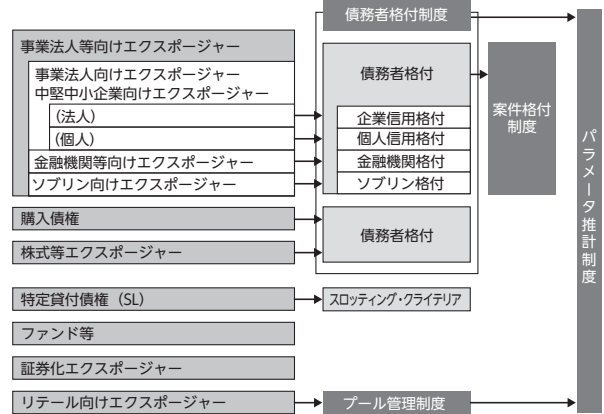 債務者格付制度
事業法人等向けエクスポージャー
事業法人向けエクスポージャー
中堅中小企業向けエクスポージャー
(法人)
(個人)
金融機関等向けエクスポージャー
ソブリン向けエクスポージャー
債務者格付
企業信用格付
個人信用格付
金融機関格付
ソブリン格付
案件格付
制度
パラメータ推計制度
購入債権
株式等エクスポージャー
債務者格付
特定貸付債権(SL)
スロッティング・クライテリア
ファンド等
証券化エクスポージャー
リテール向けエクスポージャー
プール管理制度